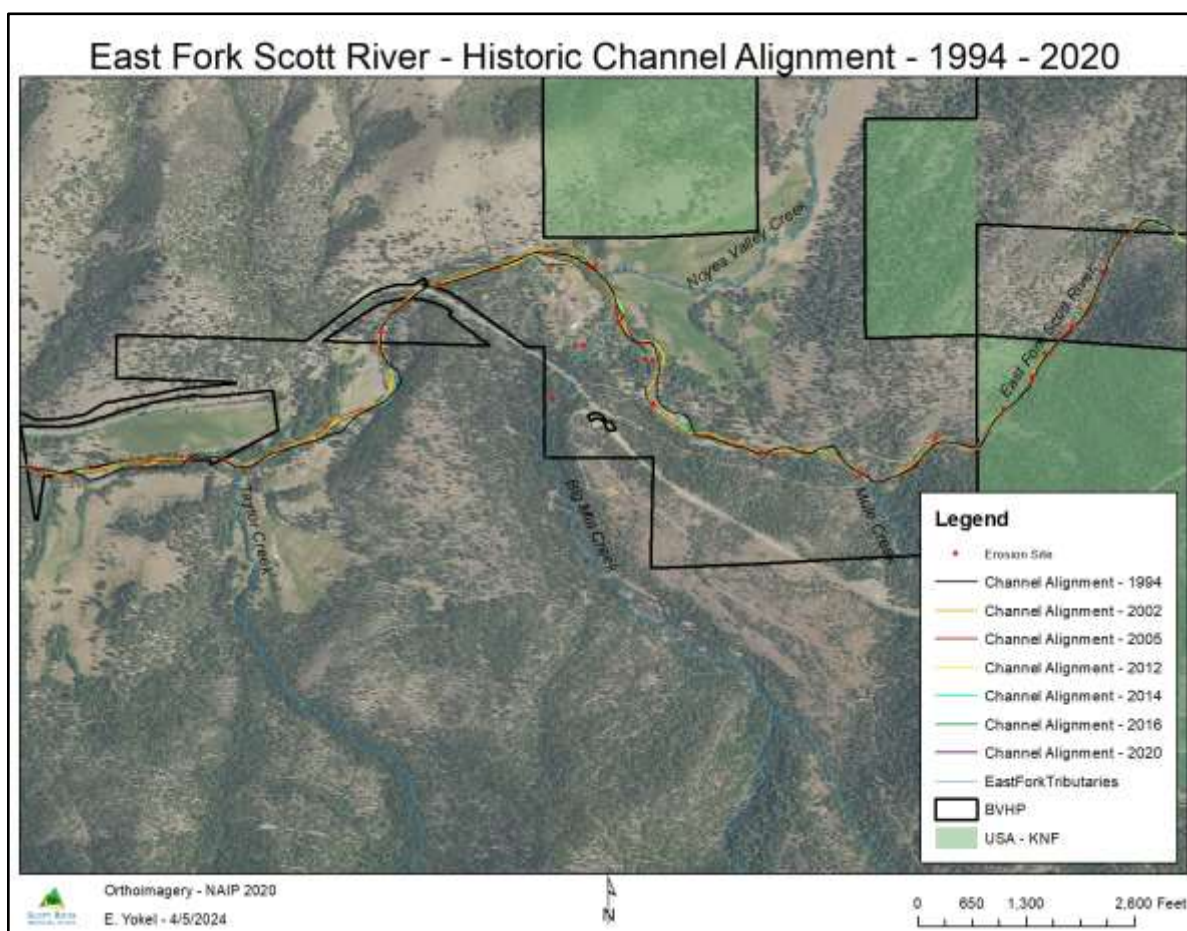 East Fork Scott River - Historic Channel Alignment - 1994 - 2020
Noyes Valley Creek
East Fork Scott River
Taylor Creek
Big Mill Creek
Mule Creek
Legend
Erosion Site
Channel Alignment - 1994
Channel Alignment - 2002
Channel Alignment - 2005
Channel Alignment - 2012
Channel Alignment - 2014
Channel Alignment - 2016
Channel Alignment - 2020
EastForkTributaries
BVHP
USA - KNF
Orthoimagery - NAIP 2020
E. Yokel - 4/5/2024
N
0 650 1,300 2,600 Feet